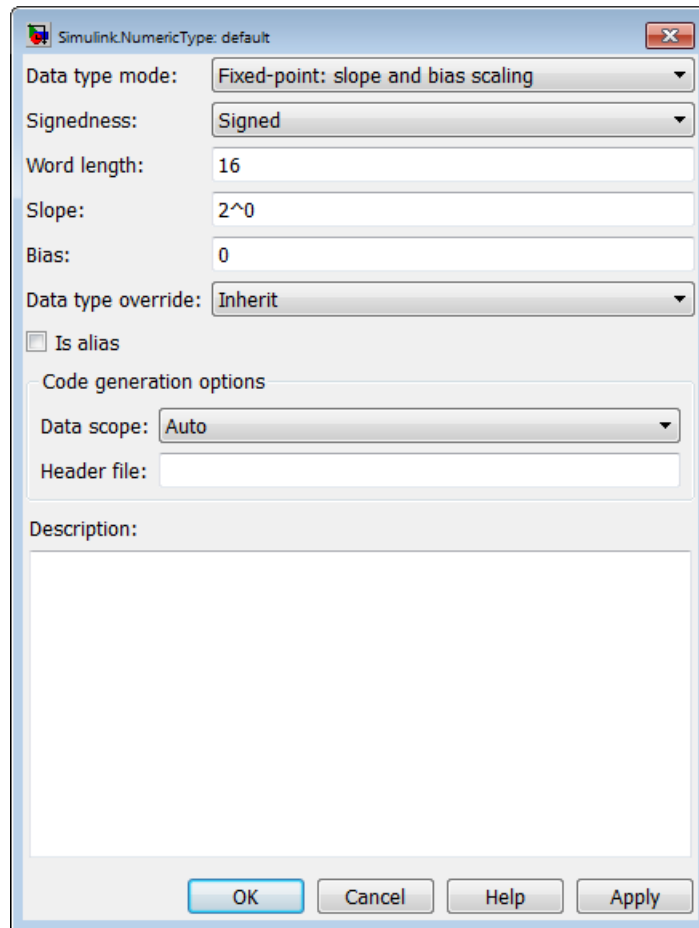 Simulink.NumericType: default
Data type mode: Fixed-point: slope and bias scaling
Signedness: Signed
Word length: 16
Slope: 2^0
Bias: 0
Data type override: Inherit
Is alias
Code generation options
Data scope: Auto
Header file:
Description:
OK Cancel Help Apply